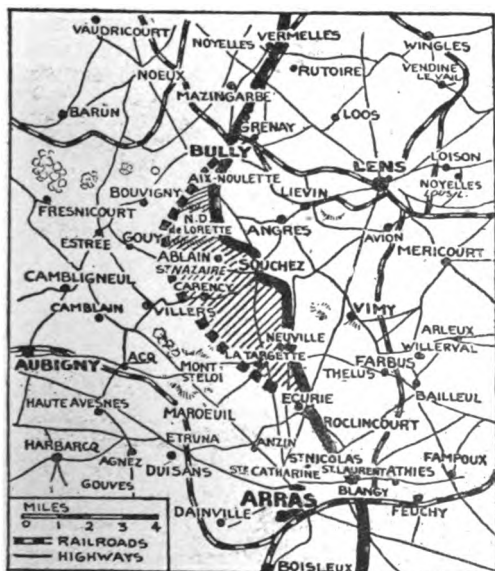 VAUDRICOURT
VERMELLES
NOYELLES
WINGLES
NOEUX
RUTOIRE
VENDINE
LE VAIL
MAZINGARBE
BARUN
LOOS
GRENAY
BULLY
LENS
LOISON
AIX-NOULETTE
LIEVIN
NOYELLES
BOUVIGNY
FRESNICOURT
N.D.
de LORETTE
ANGRES
AVION
ESTREE
GOUY
ABLAIN
ST NAZAIRE
SOUCHEZ
MERICOURT
CAMBLIGNEUL
CARENCY
CAMBLAIN
VILLERS
VIMY
NEUVILLE
ARLEUX
WILLERVAL
LA TARGETTE
ACQ
MONT
ST ELOI
THELUS
FARBUS
AUBIGNY
BAILLEUL
HAUTE AVESNES
MAROEUIL
ECURIE
ROCLINCOURT
ETRUNA
ANZIN
HARBARCQ
AGNEZ
DUISANS
ST NICOLAS
FAMPOUX
STE CATHARINE
ST LAURENT
ATHIES
GOUVES
BLANGY
ARRAS
FEUCHY
DAINVILLE
MILES
0 1 2 3 4
RAILROADS
HIGHWAYS
BOISLEUX